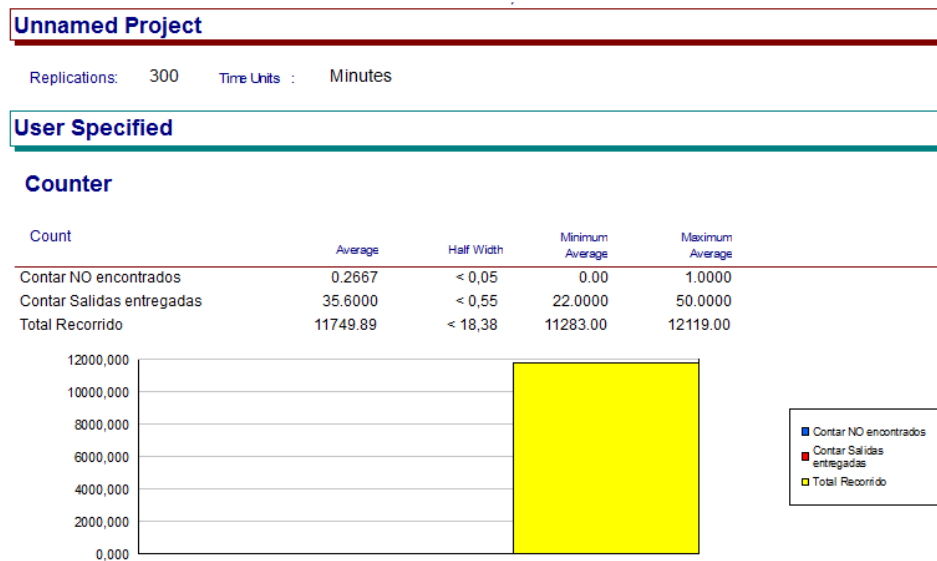 Unnamed Project
Replications: 300 Time Units : Minutes
User Specified
Counter
Count Average Half Width Minimum Average Maximum Average
Contar NO encontrados 0.2667 < 0,05 0.00 1.0000
Contar Salidas entregadas 35.6000 < 0,55 22.0000 50.0000
Total Recorrido 11749.89 < 18,38 11283.00 12119.00
12000,000
10000,000
8000,000
6000,000
4000,000
2000,000
0,000
Contar NO encontrados
Contar Salidas
entregadas
Total Recorrido